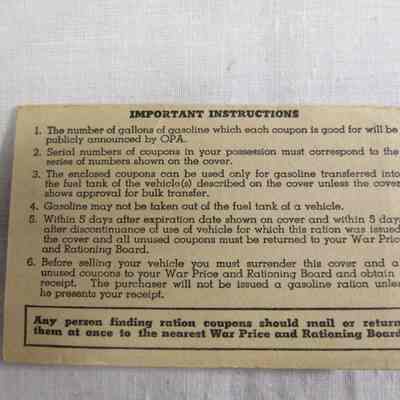 IMPORTANT INSTRUCTIONS
1. The number of gallons of gasoline which each coupon is good for will be
publicly announced by OPA.
2. Serial numbers of coupons in your possession must correspond to the
series of numbers shown on the cover.
3. The enclosed coupons can be used only for gasoline transferred into
the fuel tank of the vehicle(s) described on the cover unless the cover
shows approval for bulk transfer.
4. Gasoline may not be taken out of the fuel tank of a vehicle.
5. Within 5 days after expiration date shown on cover and within 5 days
after discontinuance of use of vehicle for which this ration was issued
the cover and all unused coupons must be returned to your War Pric
and Rationing Board.
6. Before selling your vehicle you must surrender this cover and a
unused coupons to your War Price and Rationing Board and obtain
receipt. The purchaser will not be issued a gasoline ration unles
he presents your receipt.
Any person finding ration coupons should mail or return
them at once to the nearest War Price and Rationing Board